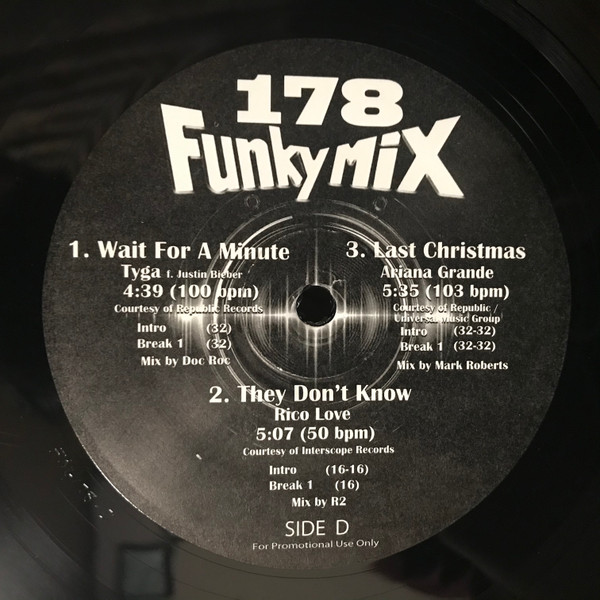 178
FunkyMiX
1. Wait For A Minute
Tyga f. Justin Bieber
4:39 (100 bpm)
Courtesy of Republic Records
Intro (32)
Break 1 (32)
Mix by Doc Roc
3. Last Christmas
Ariana Grande
5:35 (103 bpm)
Courtesy of Republic /
Universal Music Group
Intro (32-32)
Break 1 (32-32)
Mix by Mark Roberts
2. They Don't Know
Rico Love
5:07 (50 bpm)
Courtesy of Interscope Records
Intro (16-16)
Break 1 (16)
Mix by R2
SIDE D
For Promotional Use Only